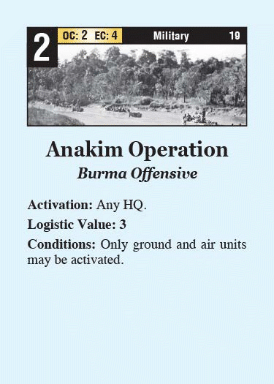 2 OC: 2 EC: 4 Military 19
Anakim Operation
Burma Offensive
Activation: Any HQ.
Logistic Value: 3
Conditions: Only ground and air units
may be activated.